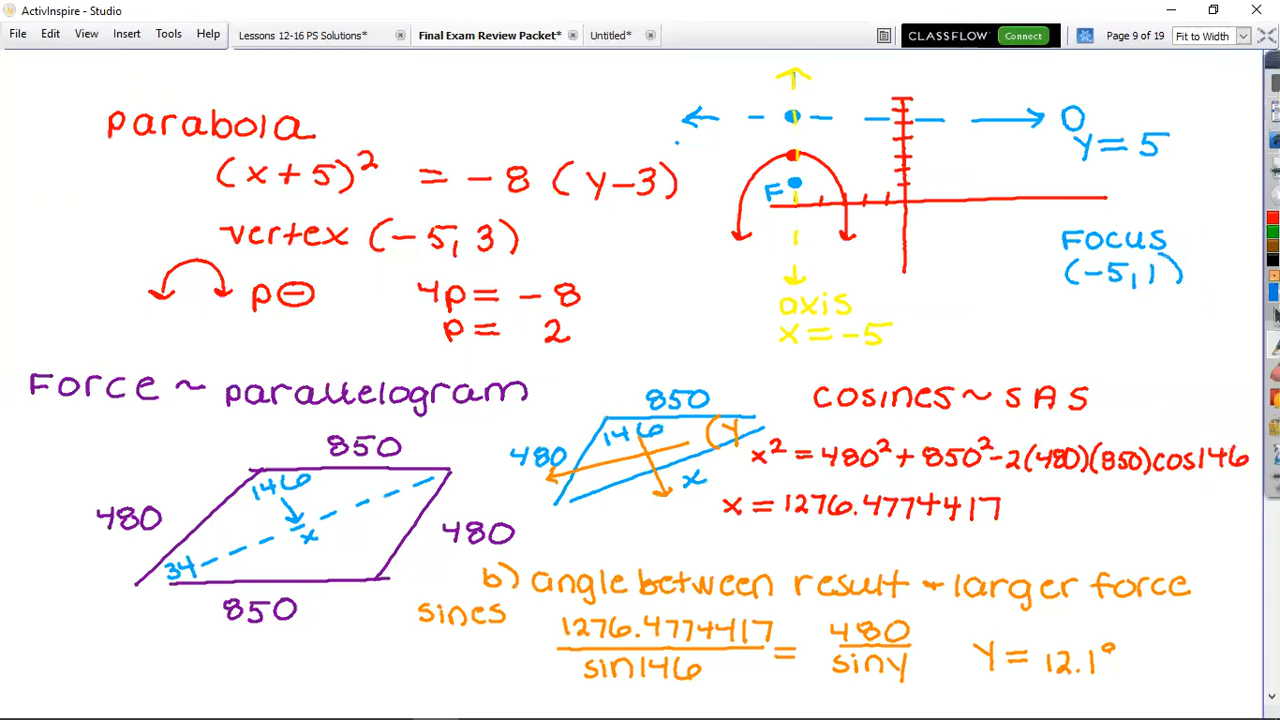 ActivInspire - Studio
File Edit View Insert Tools Help
Lessons 12-16 PS Solutions*
Final Exam Review Packet*
Untitled*
CLASSFLOW Connect
Page 9 of 19
Fit to Width
parabola
(x+5)² = -8 (y-3)
vertex (-5, 3)
p⊖
4p = -8
p = 2
D
y = 5
F
Focus
(-5, 1)
axis
x = -5
Force ~ parallelogram
850
146
480
x
480
34
850
850
146
y
480
x
cosines ~ SAS
x² = 480² + 850² - 2(480)(850)cos146
x = 1276.4774417
b) angle between result + larger force
sines
1276.4774417 / sin146 = 480 / siny
y = 12.1°